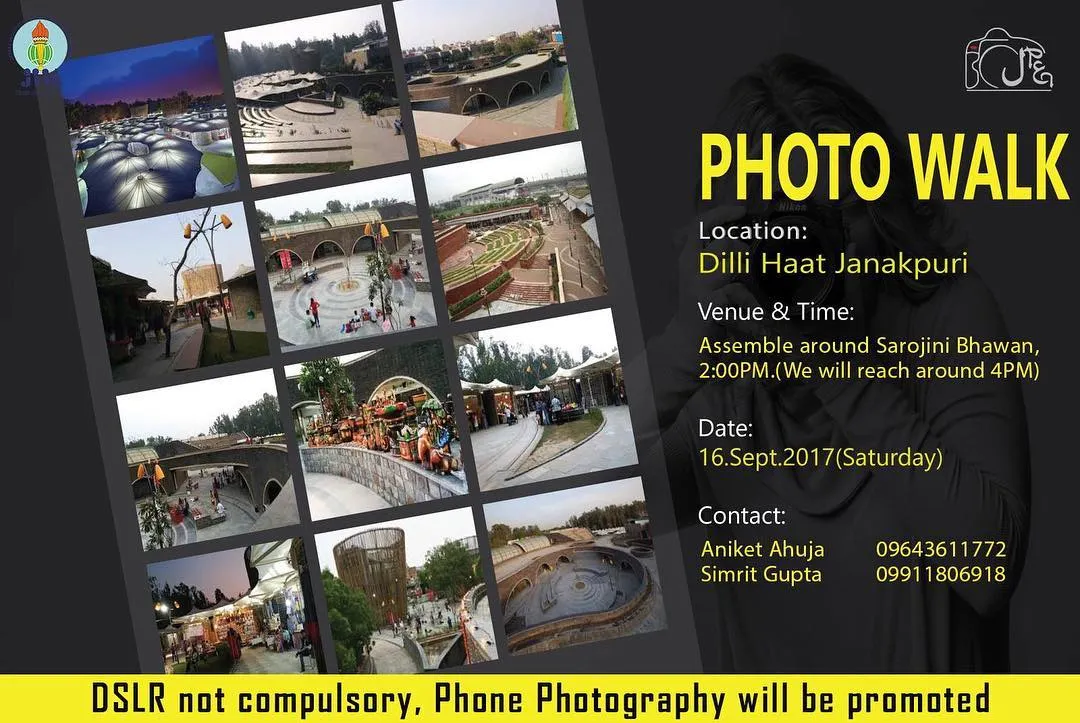 PHOTO WALK
Nikon
Location:
Dilli Haat Janakpuri
Venue & Time:
Assemble around Sarojini Bhawan,
2:00PM.(We will reach around 4PM)
Date:
16.Sept.2017(Saturday)
Contact:
Aniket Ahuja 09643611772
Simrit Gupta 09911806918
DSLR not compulsory, Phone Photography will be promoted